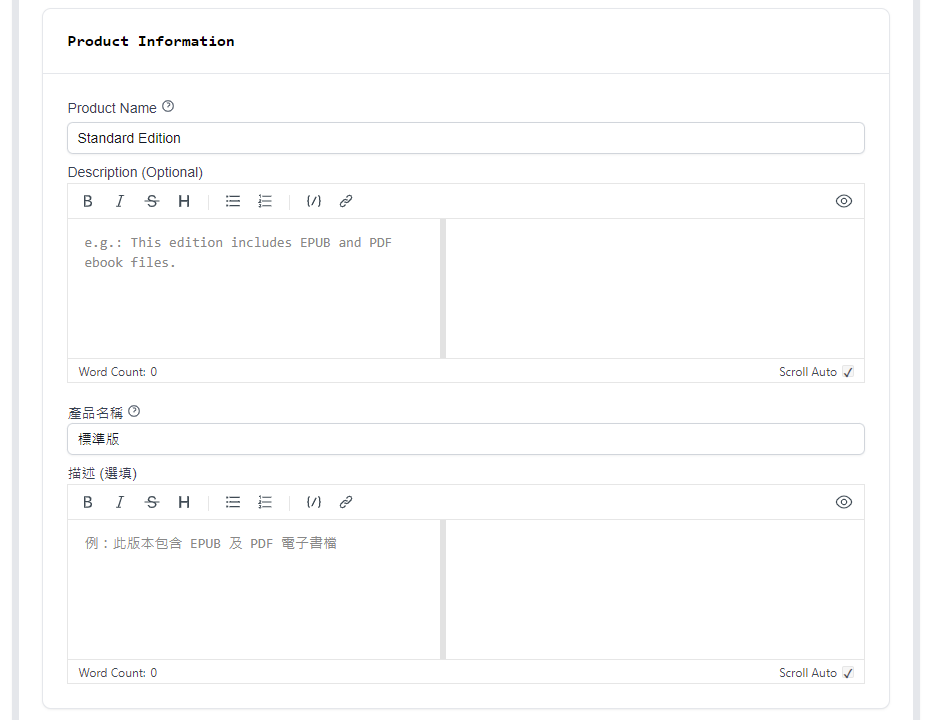 Product Information
Product Name
Standard Edition
Description (Optional)
B I S H
e.g.: This edition includes EPUB and PDF
ebook files.
Word Count: 0 Scroll Auto
產品名稱
標準版
描述 (選填)
B I S H
例：此版本包含 EPUB 及 PDF 電子書檔
Word Count: 0 Scroll Auto